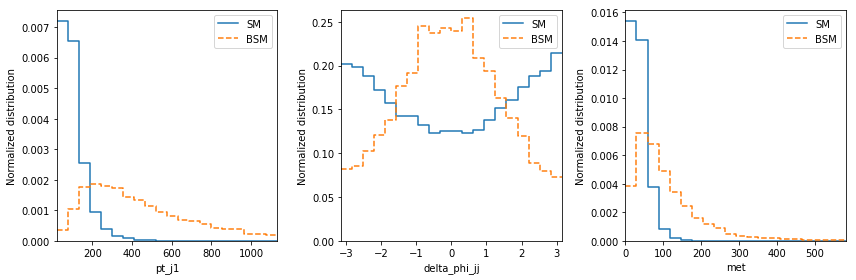 Normalized distribution
0.007
0.006
0.005
0.004
0.003
0.002
0.001
0.000
SM
BSM
200 400 600 800 1000
pt_j1
Normalized distribution
0.25
0.20
0.15
0.10
0.05
0.00
SM
BSM
−3 −2 −1 0 1 2 3
delta_phi_jj
Normalized distribution
0.016
0.014
0.012
0.010
0.008
0.006
0.004
0.002
0.000
SM
BSM
0 100 200 300 400 500
met